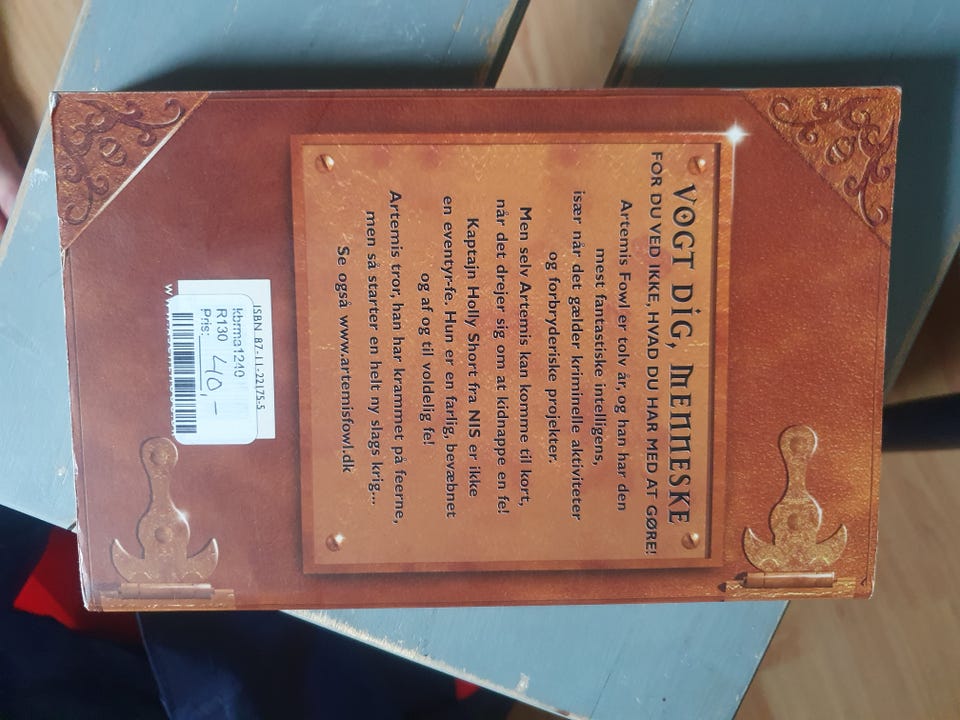 VOGT DIG, MENNESKE
FOR DU VED IKKE, HVAD DU HAR MED AT GØRE!
Artemis Fowl er tolv år, og han har den
mest fantastiske intelligens,
især når det gælder kriminelle aktiviteter
og forbryderiske projekter.
Men selv Artemis kan komme til kort,
når det drejer sig om at kidnappe en fe!
Kaptajn Holly Short fra NIS er ikke
en eventyr-fe. Hun er en farlig, bevæbnet
og af og til voldelig fe!
Artemis tror, han har krammet på feerne,
men så starter en helt ny slags krig...
Se også www.artemisfowl.dk
ISBN 87-11-22175-5
kbrma1240
R130
Pris: 40,-